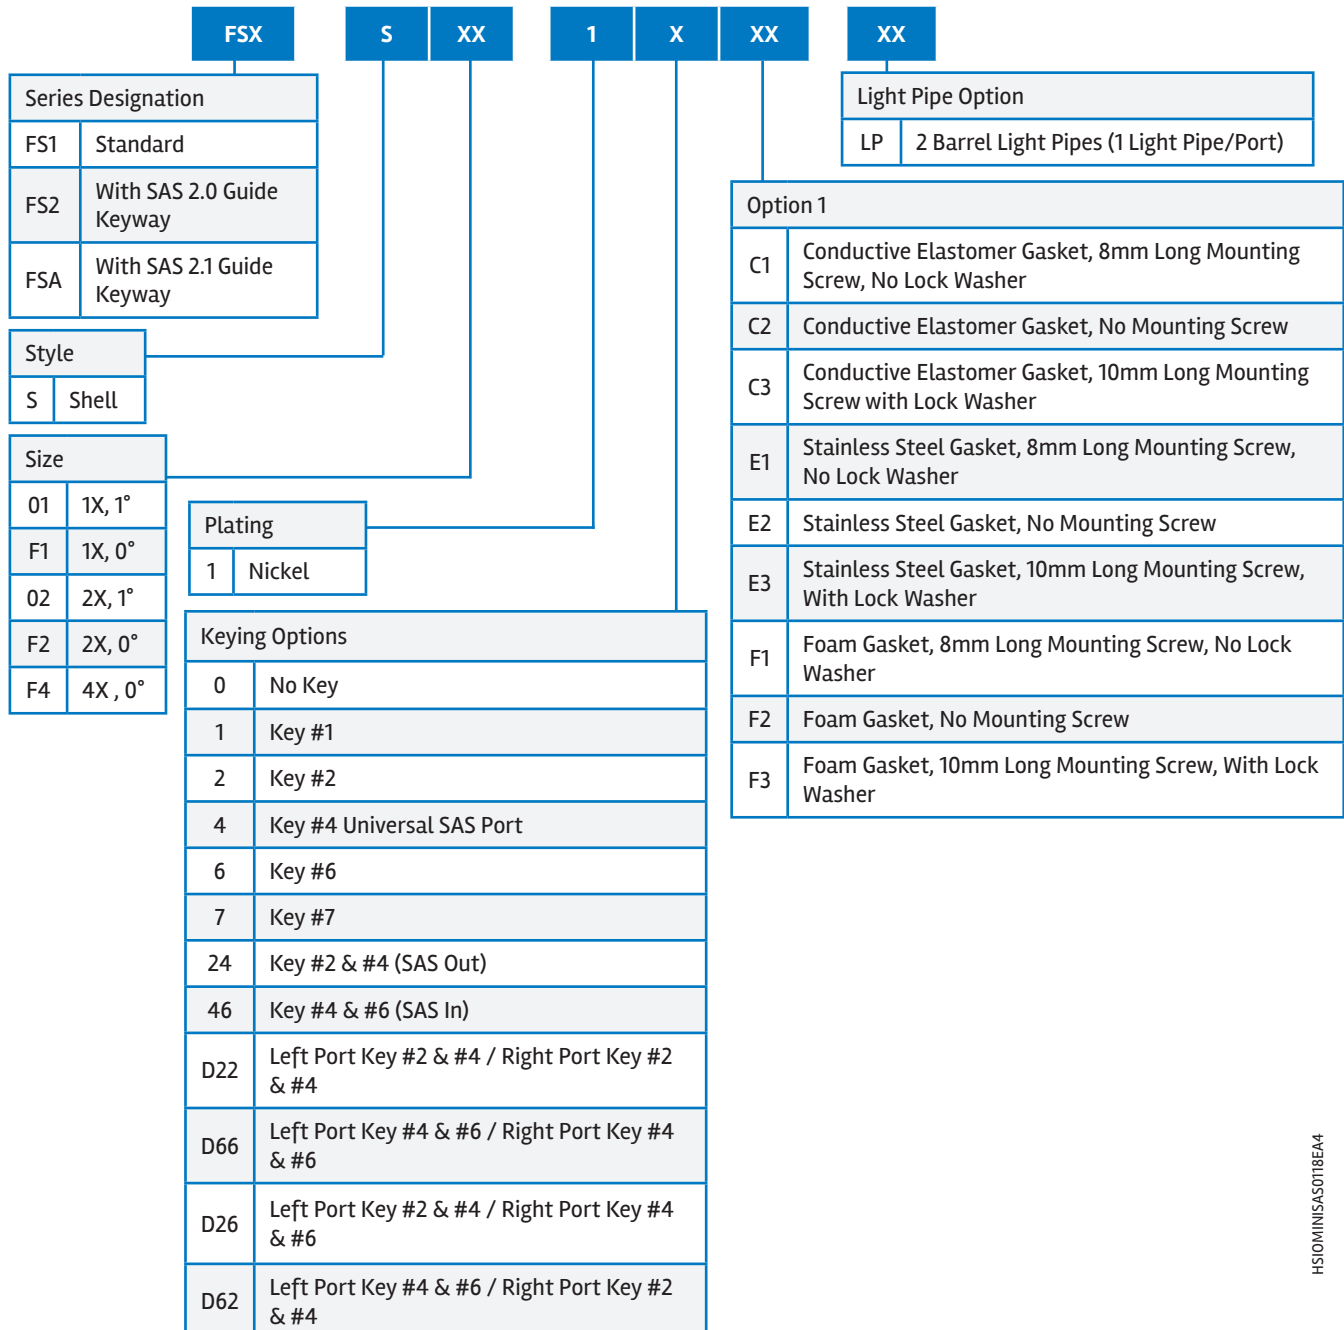 FSX S XX 1 X XX XX
Series Designation
FS1 Standard
FS2 With SAS 2.0 Guide
Keyway
FSA With SAS 2.1 Guide
Keyway
Style
S Shell
Size
01 1X, 1°
F1 1X, 0°
02 2X, 1°
F2 2X, 0°
F4 4X , 0°
Plating
1 Nickel
Keying Options
0 No Key
1 Key #1
2 Key #2
4 Key #4 Universal SAS Port
6 Key #6
7 Key #7
24 Key #2 & #4 (SAS Out)
46 Key #4 & #6 (SAS In)
D22 Left Port Key #2 & #4 / Right Port Key #2
& #4
D66 Left Port Key #4 & #6 / Right Port Key #4
& #6
D26 Left Port Key #2 & #4 / Right Port Key #4
& #6
D62 Left Port Key #4 & #6 / Right Port Key #2
& #4
Light Pipe Option
LP 2 Barrel Light Pipes (1 Light Pipe/Port)
Option 1
C1 Conductive Elastomer Gasket, 8mm Long Mounting
Screw, No Lock Washer
C2 Conductive Elastomer Gasket, No Mounting Screw
C3 Conductive Elastomer Gasket, 10mm Long Mounting
Screw with Lock Washer
E1 Stainless Steel Gasket, 8mm Long Mounting Screw,
No Lock Washer
E2 Stainless Steel Gasket, No Mounting Screw
E3 Stainless Steel Gasket, 10mm Long Mounting Screw,
With Lock Washer
F1 Foam Gasket, 8mm Long Mounting Screw, No Lock
Washer
F2 Foam Gasket, No Mounting Screw
F3 Foam Gasket, 10mm Long Mounting Screw, With Lock
Washer
HSIOMINISAS0118EA4